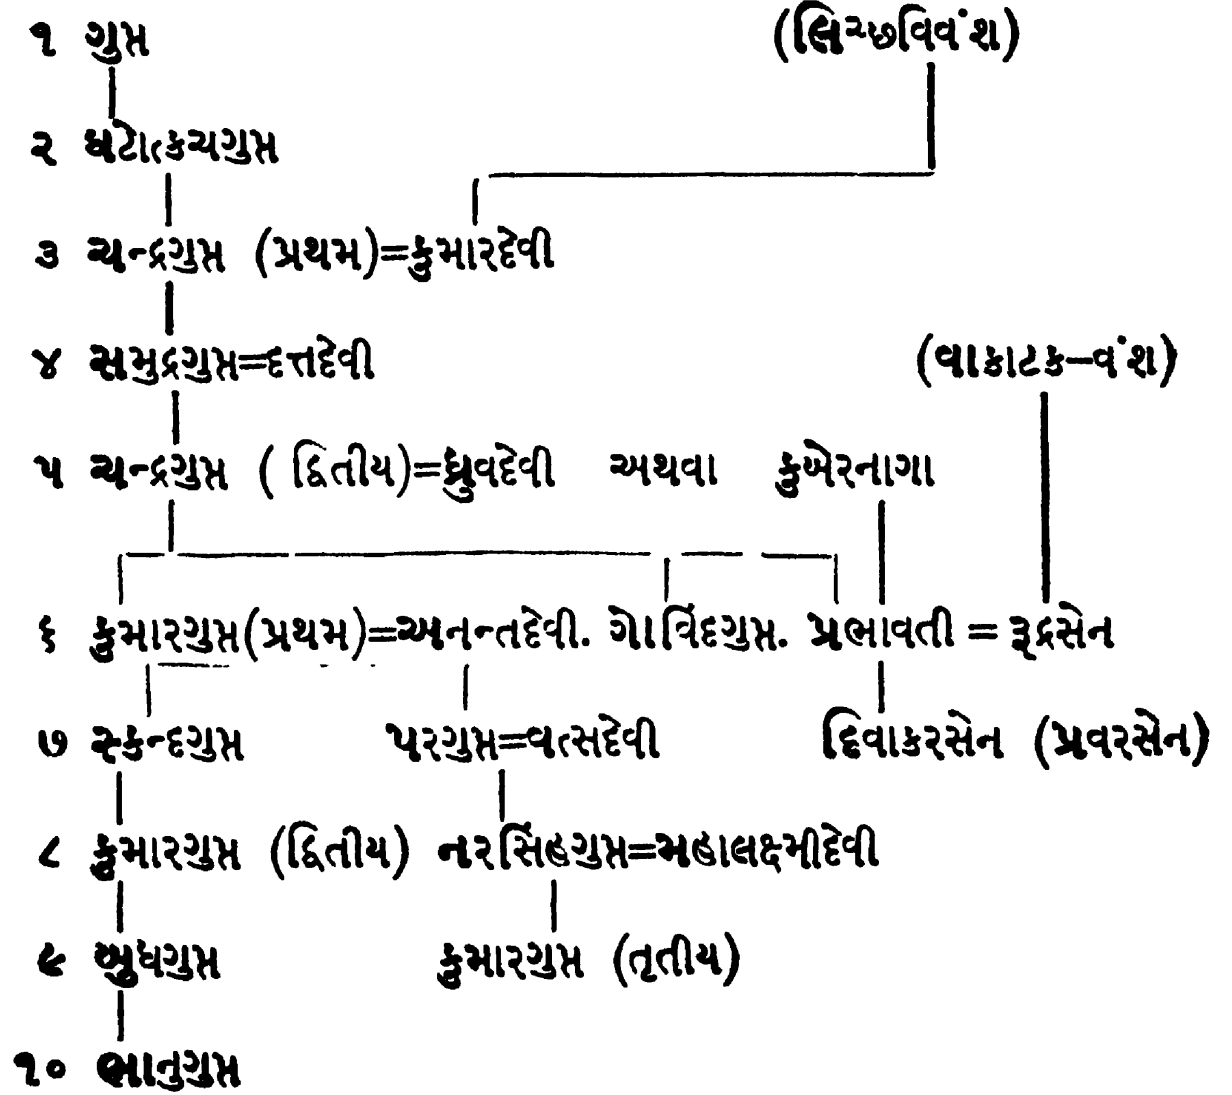 ૧ ગુપ્ત (લિચ્છવિવંશ)
૨ ઘટોત્કચગુપ્ત
૩ ચન્દ્રગુપ્ત (પ્રથમ)=કુમારદેવી
૪ સમુદ્રગુપ્ત=દત્તદેવી (વાકાટક–વંશ)
૫ ચન્દ્રગુપ્ત ( દ્વિતીય)=ધ્રુવદેવી અથવા કુબેરનાગા
૬ કુમારગુપ્ત(પ્રથમ)=અનન્તદેવી. ગોવિંદગુપ્ત. પ્રભાવતી = રૂદ્રસેન
૭ સ્કન્દગુપ્ત પરગુપ્ત=વત્સદેવી દિવાકરસેન (પ્રવરસેન)
૮ કુમારગુપ્ત (દ્વિતીય) નરસિંહગુપ્ત=મહાલક્ષ્મીદેવી
૯ બુધગુપ્ત કુમારગુપ્ત (તૃતીય)
૧૦ ભાનુગુપ્ત